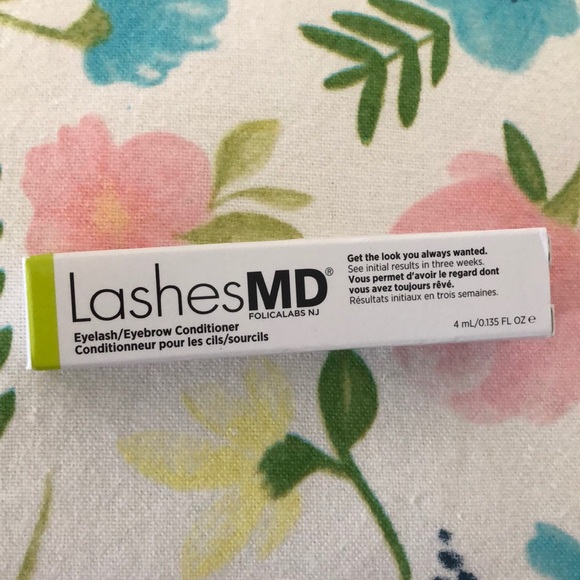 LashesMD®
FOLICALABS NJ
Eyelash/Eyebrow Conditioner
Conditionneur pour les cils/sourcils
Get the look you always wanted.
See initial results in three weeks.
Vous permet d'avoir le regard dont
vous avez toujours rêvé.
Résultats initiaux en trois semaines.
4 mL/0.135 FL OZ ℮